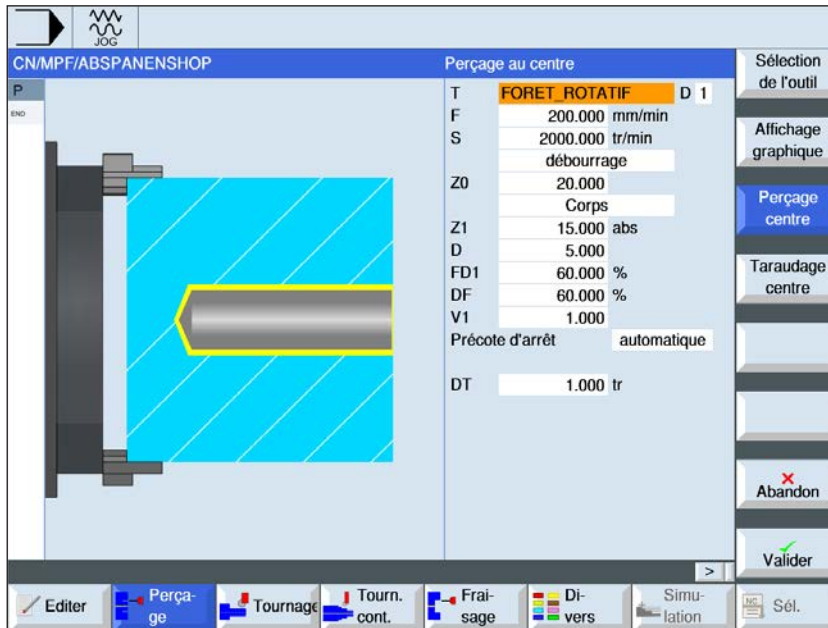 JOG
CN/MPF/ABSPANENSHOP
Perçage au centre
P
END
T FORET_ROTATIF D 1
F 200.000 mm/min
S 2000.000 tr/min
débourrage
Z0 20.000
Corps
Z1 15.000 abs
D 5.000
FD1 60.000 %
DF 60.000 %
V1 1.000
Précote d'arrêt automatique
DT 1.000 tr
>
Sélection
de l'outil
Affichage
graphique
Perçage
centre
Taraudage
centre
Abandon
Valider
Editer
Perça-
ge
Tournage
Tourn.
cont.
Frai-
sage
Di-
vers
Simu-
lation
NC
Sél.